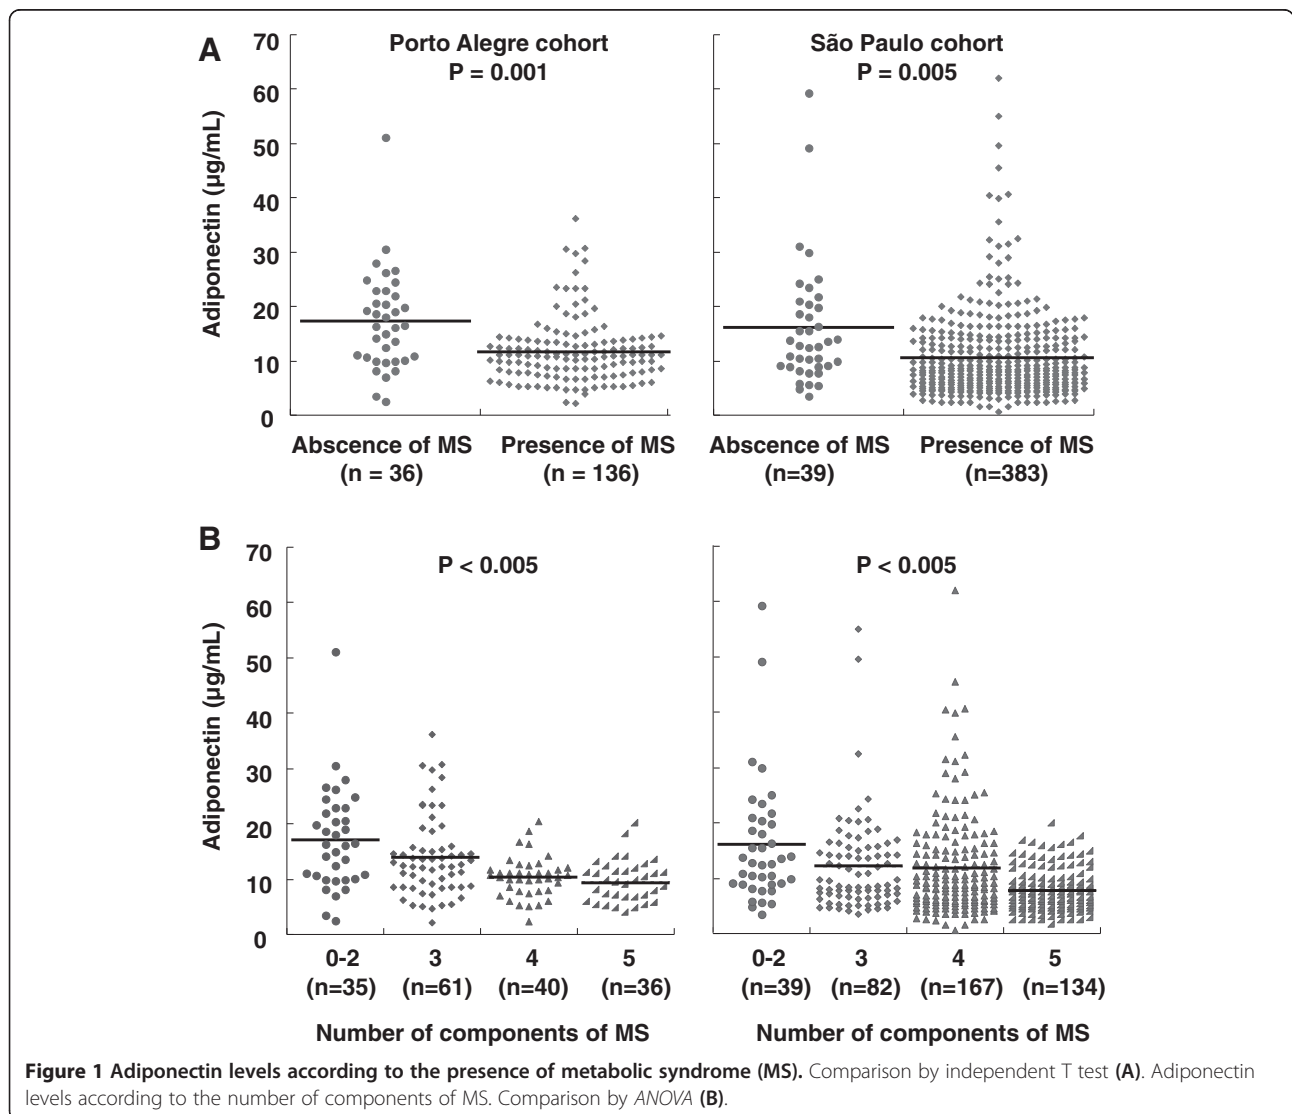 A
Porto Alegre cohort
P = 0.001
São Paulo cohort
P = 0.005
Adiponectin (µg/mL)
70
60
50
40
30
20
10
0
Abscence of MS
(n = 36)
Presence of MS
(n = 136)
Abscence of MS
(n=39)
Presence of MS
(n=383)
B
P < 0.005
P < 0.005
Adiponectin (µg/mL)
70
60
50
40
30
20
10
0
0-2 3 4 5
(n=35) (n=61) (n=40) (n=36)
Number of components of MS
0-2 3 4 5
(n=39) (n=82) (n=167) (n=134)
Number of components of MS
Figure 1 Adiponectin levels according to the presence of metabolic syndrome (MS). Comparison by independent T test (A). Adiponectin
levels according to the number of components of MS. Comparison by ANOVA (B).